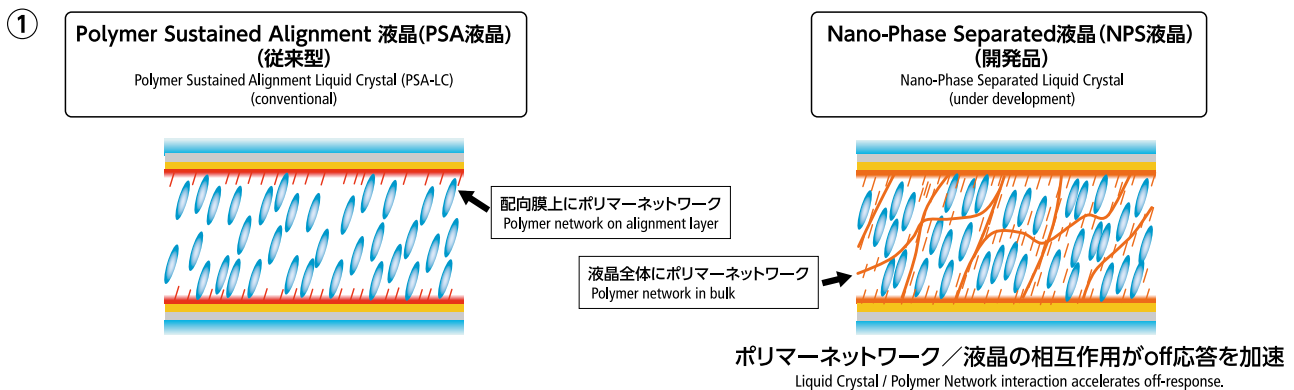 ①
Polymer Sustained Alignment 液晶(PSA液晶)
(従来型)
Polymer Sustained Alignment Liquid Crystal (PSA-LC)
(conventional)
Nano-Phase Separated液晶(NPS液晶)
(開発品)
Nano-Phase Separated Liquid Crystal
(under development)
配向膜上にポリマーネットワーク
Polymer network on alignment layer
液晶全体にポリマーネットワーク
Polymer network in bulk
ポリマーネットワーク／液晶の相互作用がoff応答を加速
Liquid Crystal / Polymer Network interaction accelerates off-response.